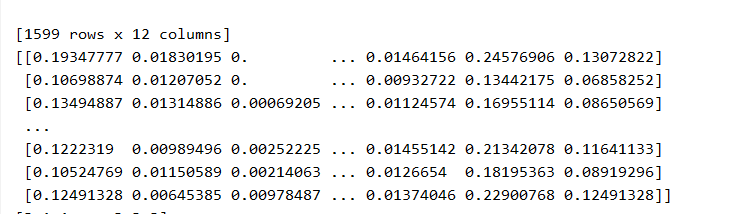 [1599 rows x 12 columns]
[[0.19347777 0.01830195 0.         ... 0.01464156 0.24576906 0.13072822]
 [0.10698874 0.01207052 0.         ... 0.00932722 0.13442175 0.06858252]
 [0.13494887 0.01314886 0.00069205 ... 0.01124574 0.16955114 0.08650569]
 ...
 [0.1222319  0.00989496 0.00252225 ... 0.01455142 0.21342078 0.11641133]
 [0.10524769 0.01150589 0.00214063 ... 0.0126654  0.18195363 0.08919296]
 [0.12491328 0.00645385 0.00978487 ... 0.01374046 0.22900768 0.12491328]]